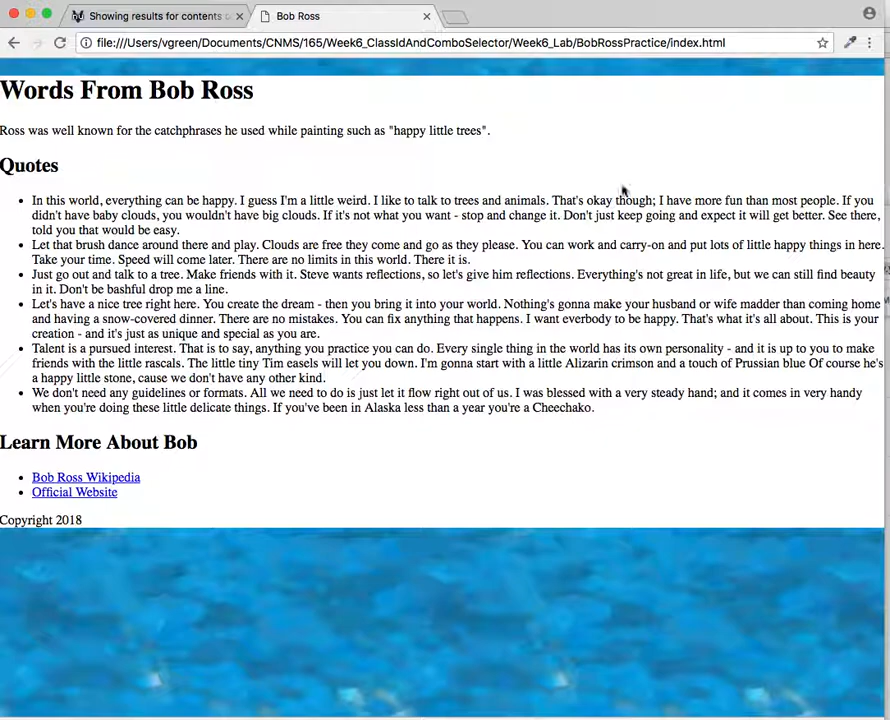 Showing results for contents
Bob Ross
file:///Users/vgreen/Documents/CNMS/165/Week6_ClassIdAndComboSelector/Week6_Lab/BobRossPractice/index.html
Words From Bob Ross
Ross was well known for the catchphrases he used while painting such as "happy little trees".
Quotes
In this world, everything can be happy. I guess I'm a little weird. I like to talk to trees and animals. That's okay though; I have more fun than most people. If you
didn't have baby clouds, you wouldn't have big clouds. If it's not what you want - stop and change it. Don't just keep going and expect it will get better. See there,
told you that would be easy.
Let that brush dance around there and play. Clouds are free they come and go as they please. You can work and carry-on and put lots of little happy things in here.
Take your time. Speed will come later. There are no limits in this world. There it is.
Just go out and talk to a tree. Make friends with it. Steve wants reflections, so let's give him reflections. Everything's not great in life, but we can still find beauty
in it. Don't be bashful drop me a line.
Let's have a nice tree right here. You create the dream - then you bring it into your world. Nothing's gonna make your husband or wife madder than coming home
and having a snow-covered dinner. There are no mistakes. You can fix anything that happens. I want everbody to be happy. That's what it's all about. This is your
creation - and it's just as unique and special as you are.
Talent is a pursued interest. That is to say, anything you practice you can do. Every single thing in the world has its own personality - and it is up to you to make
friends with the little rascals. The little tiny Tim easels will let you down. I'm gonna start with a little Alizarin crimson and a touch of Prussian blue Of course he's
a happy little stone, cause we don't have any other kind.
We don't need any guidelines or formats. All we need to do is just let it flow right out of us. I was blessed with a very steady hand; and it comes in very handy
when you're doing these little delicate things. If you've been in Alaska less than a year you're a Cheechako.
Learn More About Bob
Bob Ross Wikipedia
Official Website
Copyright 2018